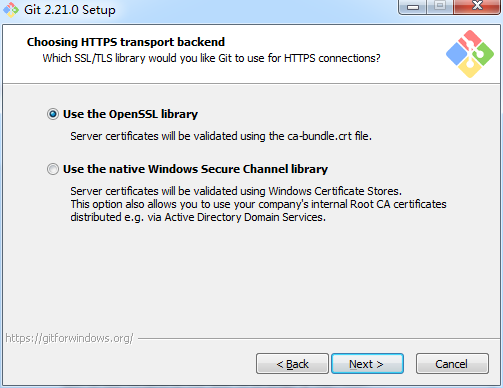 Git 2.21.0 Setup
Choosing HTTPS transport backend
Which SSL/TLS library would you like Git to use for HTTPS connections?
Use the OpenSSL library
Server certificates will be validated using the ca-bundle.crt file.
Use the native Windows Secure Channel library
Server certificates will be validated using Windows Certificate Stores.
This option also allows you to use your company's internal Root CA certificates
distributed e.g. via Active Directory Domain Services.
https://gitforwindows.org/
< Back Next > Cancel